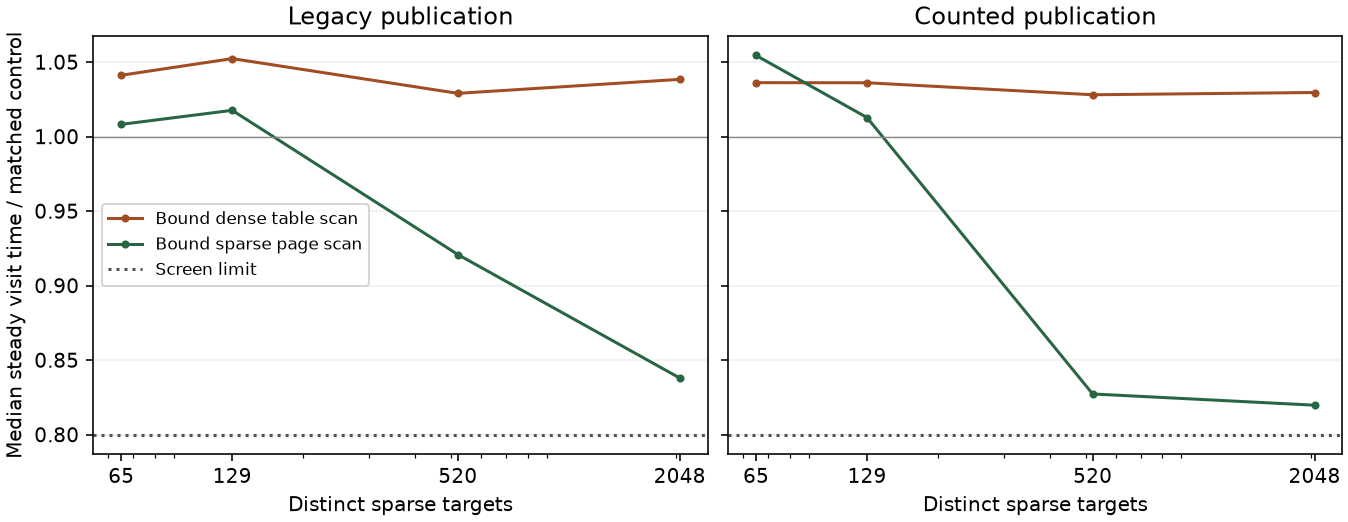 Legacy publication
Counted publication
Median steady visit time / matched control
1.05
1.00
0.95
0.90
0.85
0.80
Bound dense table scan
Bound sparse page scan
Screen limit
65
129
520
2048
65
129
520
2048
Distinct sparse targets
Distinct sparse targets